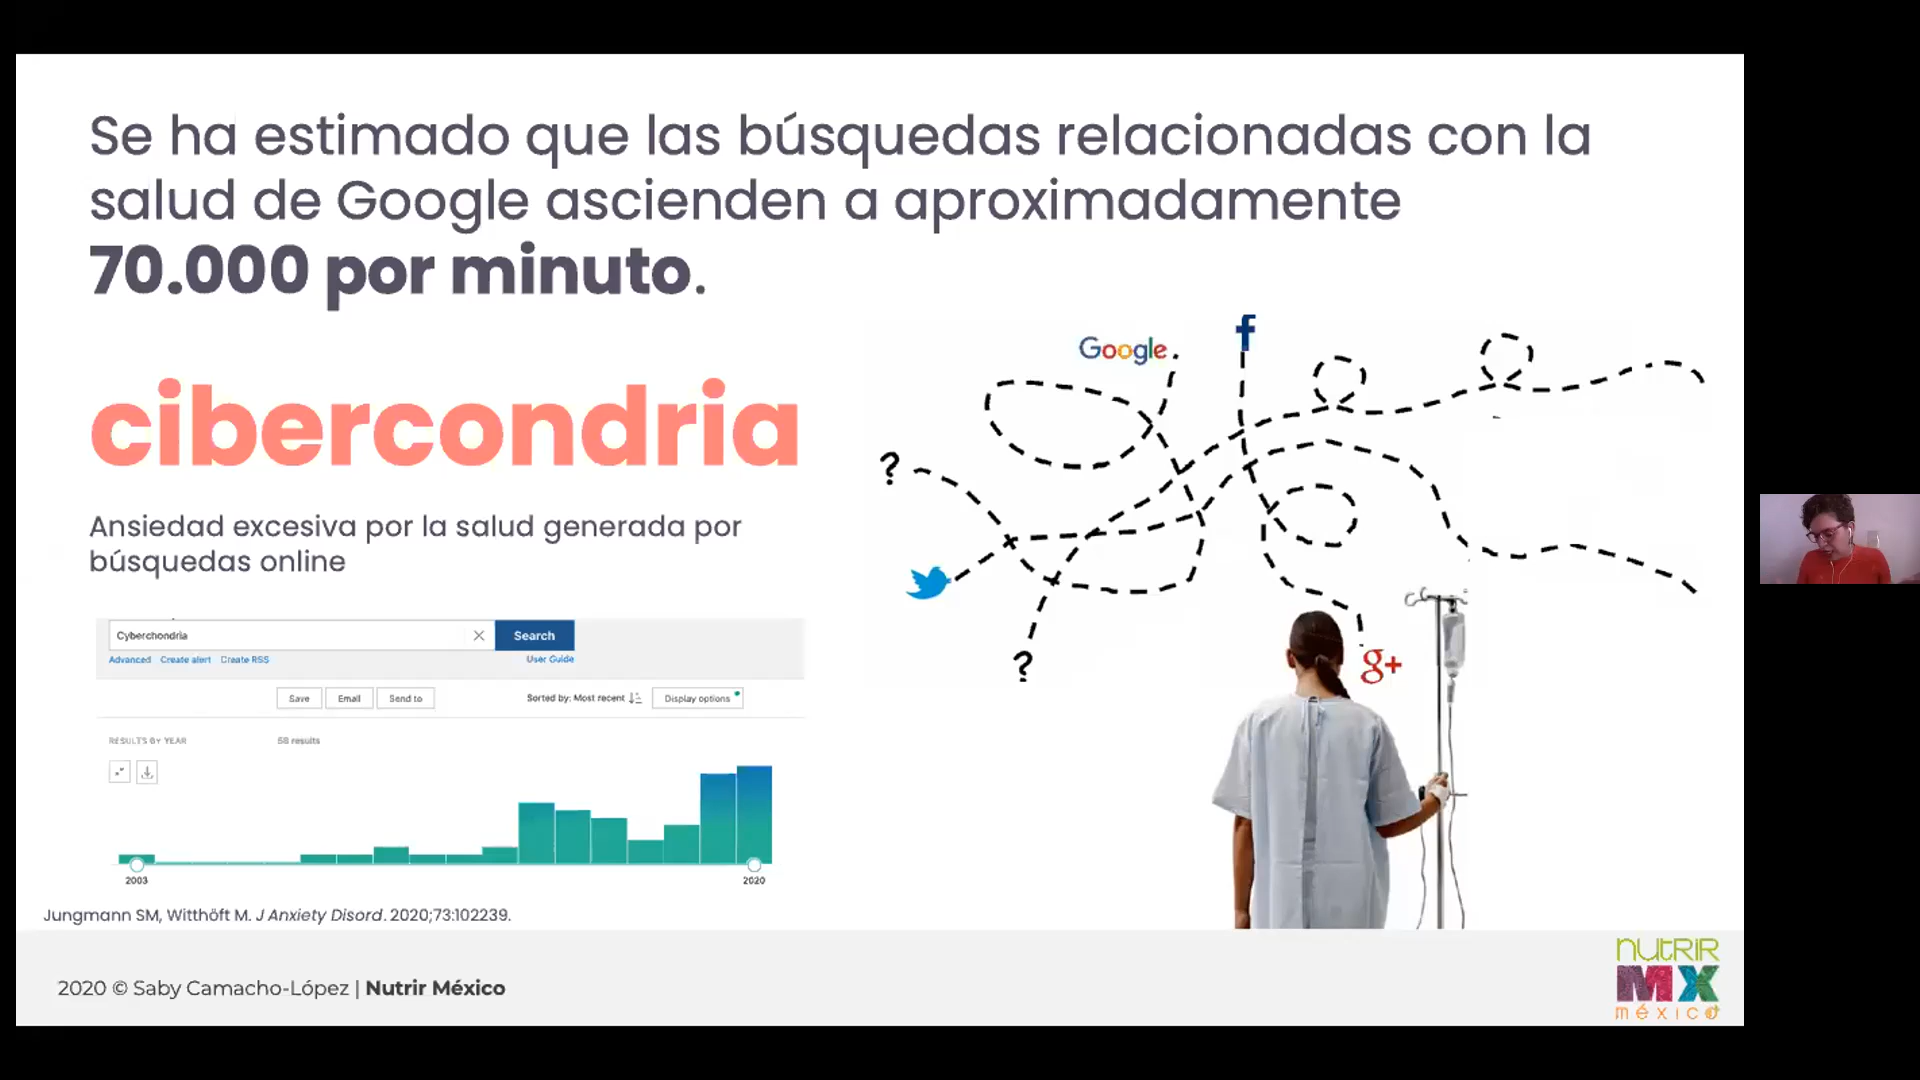 Se ha estimado que las búsquedas relacionadas con la
salud de Google ascienden a aproximadamente
70.000 por minuto.
cibercondria
Ansiedad excesiva por la salud generada por
búsquedas online
Google
f
?
?
g+
Cyberchondria
Search
Advanced Create alert Create RSS
User Guide
Save Email Send to
Sorted by: Most recent
Display options
RESULTS BY YEAR
58 results
2003
2020
Jungmann SM, Witthöft M. J Anxiety Disord. 2020;73:102239.
2020 © Saby Camacho-López | Nutrir México
nutrir
MX
méxico